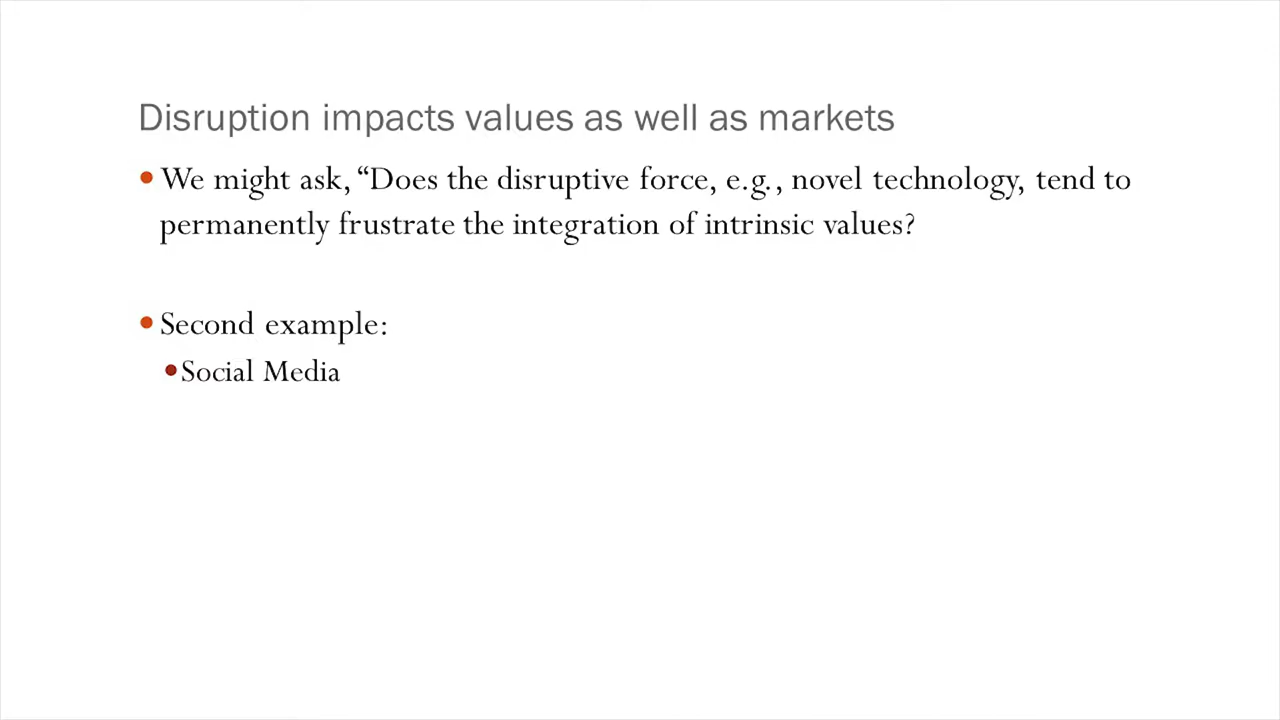 Disruption impacts values as well as markets
• We might ask, “Does the disruptive force, e.g., novel technology, tend to
permanently frustrate the integration of intrinsic values?
• Second example:
• Social Media